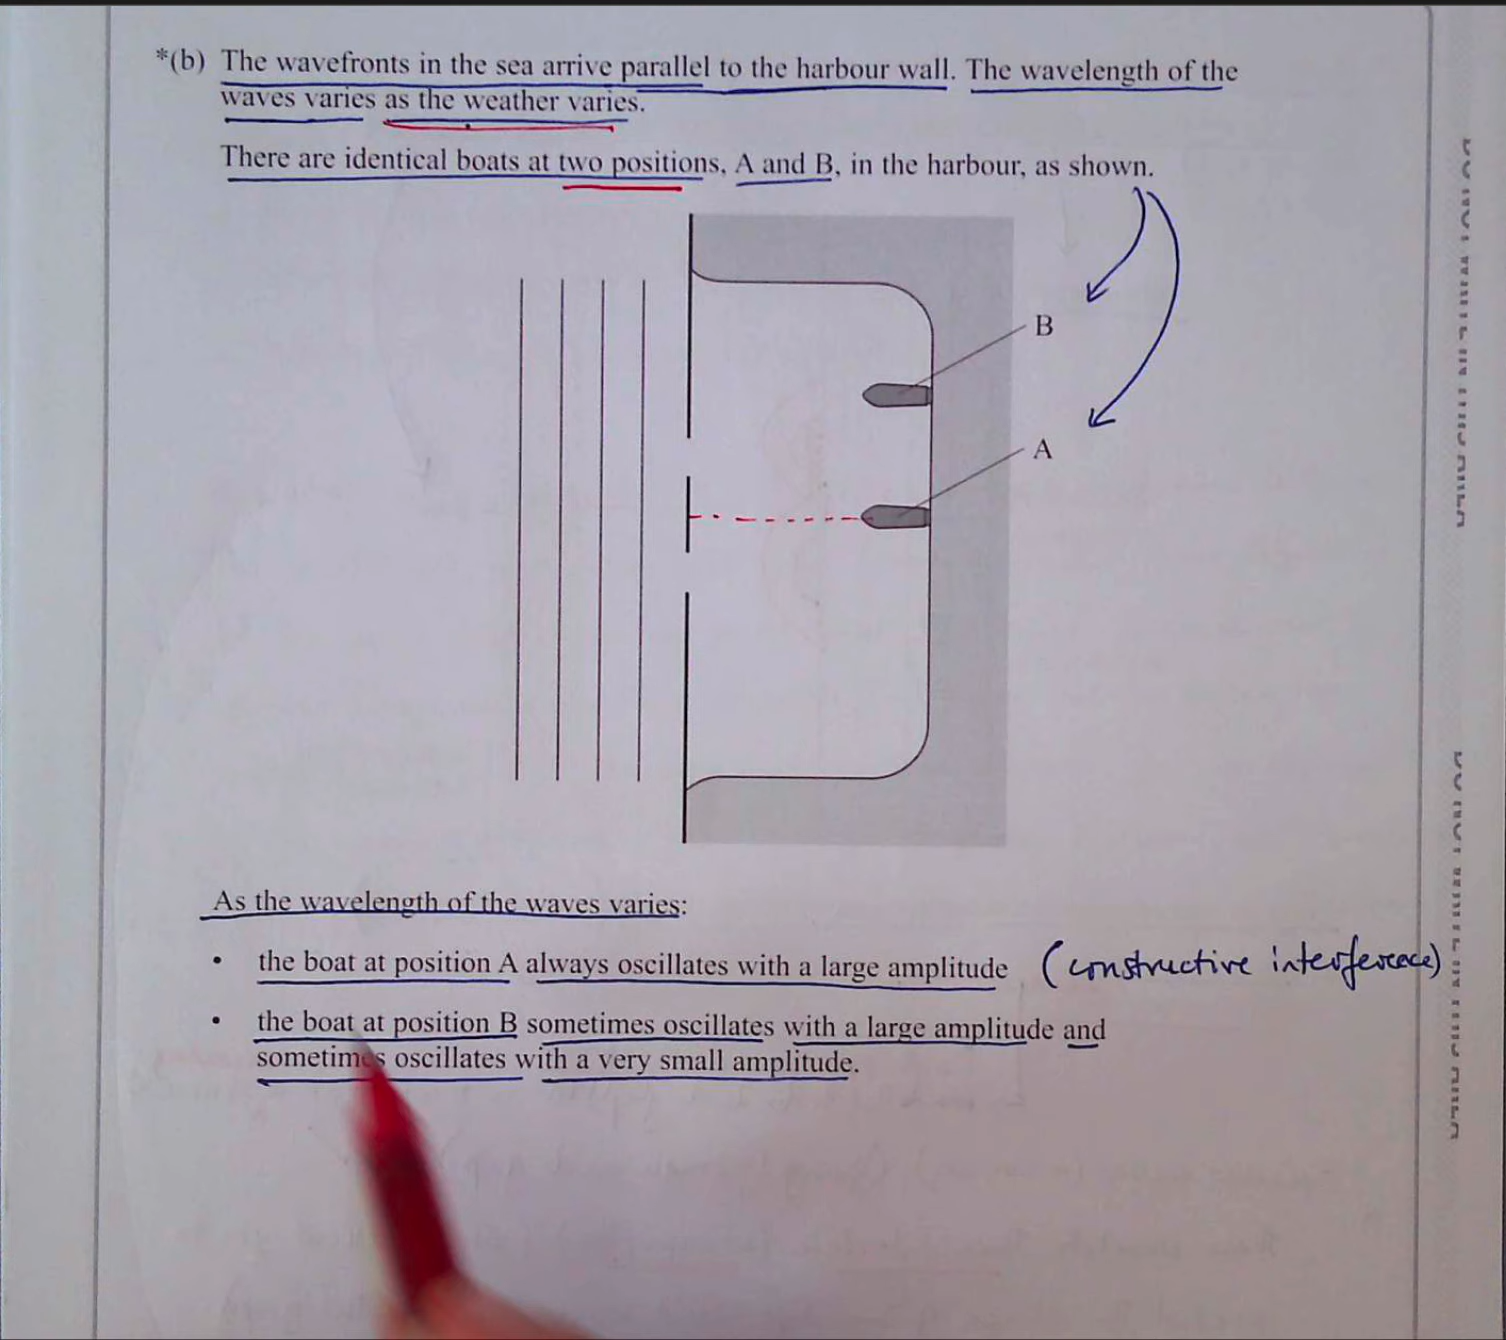 *(b) The wavefronts in the sea arrive parallel to the harbour wall. The wavelength of the
waves varies as the weather varies.
There are identical boats at two positions, A and B, in the harbour, as shown.
B
A
As the wavelength of the waves varies:
• the boat at position A always oscillates with a large amplitude (constructive interference)
• the boat at position B sometimes oscillates with a large amplitude and
sometimes oscillates with a very small amplitude.